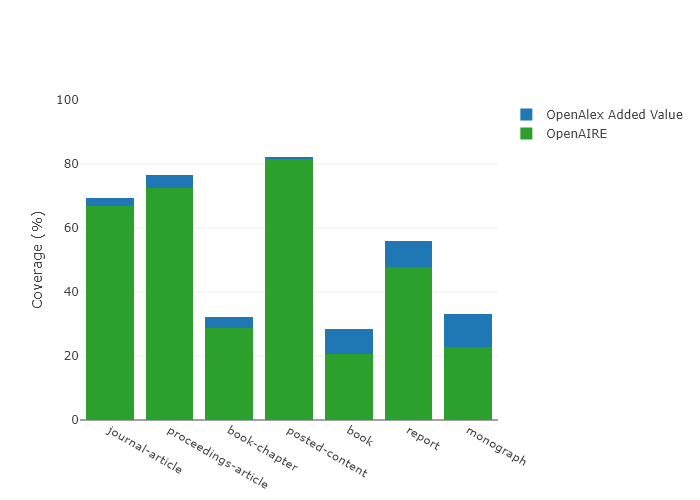 100
80
60
40
20
0
Coverage (%)
journal-article
proceedings-article
book-chapter
posted-content
book
report
monograph
OpenAlex Added Value
OpenAIRE